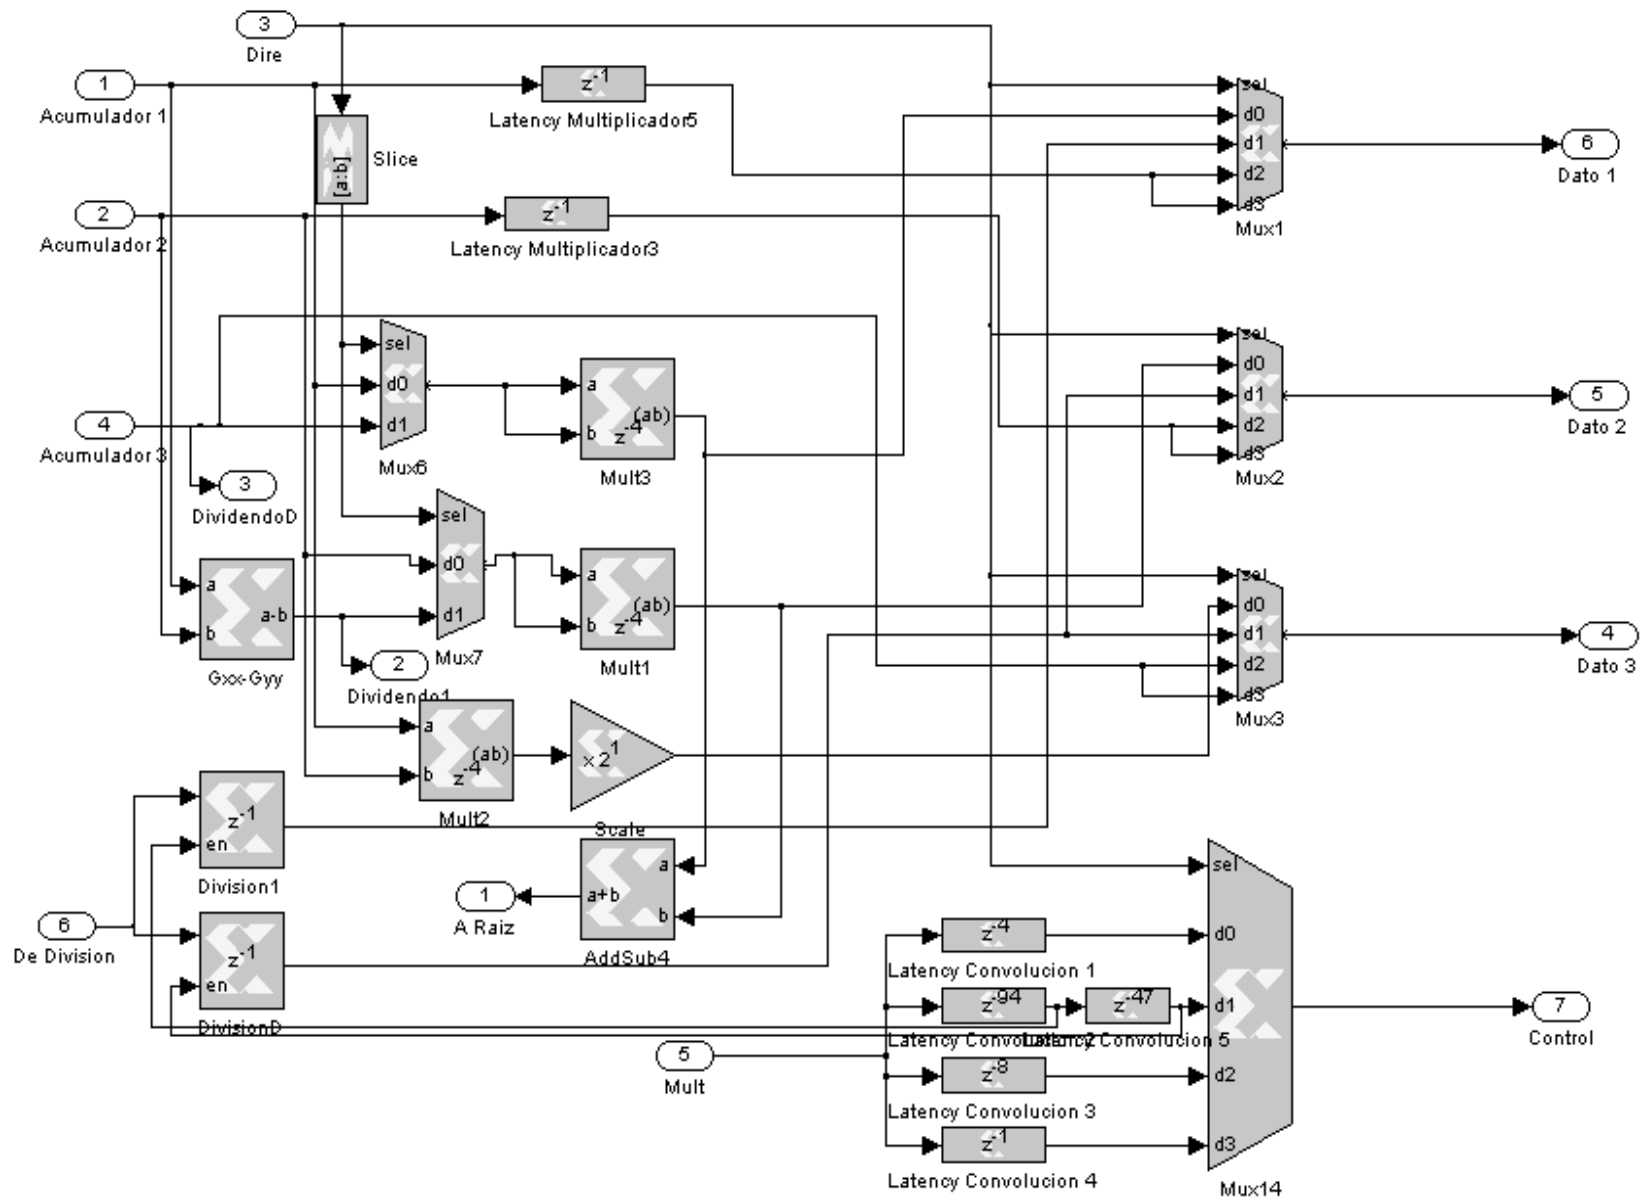 3
Dire
1
Acumulador 1
z-1
Latency Multiplicador5
sel
d0
d1
d2
d3
Mux1
6
Dato 1
[a:b]
Slice
2
Acumulador 2
z-1
Latency Multiplicador3
sel
d0
d1
Mux6
a
b
(ab)
z-4
Mult3
sel
d0
d1
d2
d3
Mux2
5
Dato 2
4
Acumulador 3
3
DividendoD
sel
d0
d1
Mux7
a
b
(ab)
z-4
Mult1
a
b
a-b
Gxx-Gyy
2
Dividendo1
sel
d0
d1
d2
d3
Mux3
4
Dato 3
a
b
(ab)
z-4
Mult2
x 21
Scale
z-1
en
Division1
a
a+b
b
AddSub4
1
A Raiz
6
De Division
z-1
en
DivisionD
5
Mult
z-4
Latency Convolucion 1
z-94
Latency Convolucion 2
z-47
Latency Convolucion 5
z-8
Latency Convolucion 3
z-1
Latency Convolucion 4
sel
d0
d1
d2
d3
Mux14
7
Control